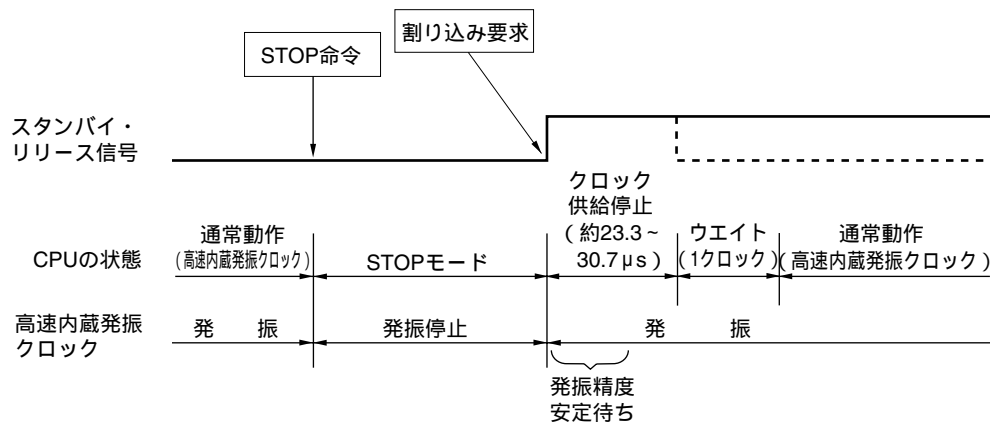 割り込み要求
STOP命令
スタンバイ・
リリース信号
クロック
供給停止
(約23.3~
30.7μs)
通常動作
(高速内蔵発振クロック)
ウエイト
(1クロック)
通常動作
(高速内蔵発振クロック)
CPUの状態
STOPモード
高速内蔵発振
クロック
発 振
発振停止
発 振
発振精度
安定待ち